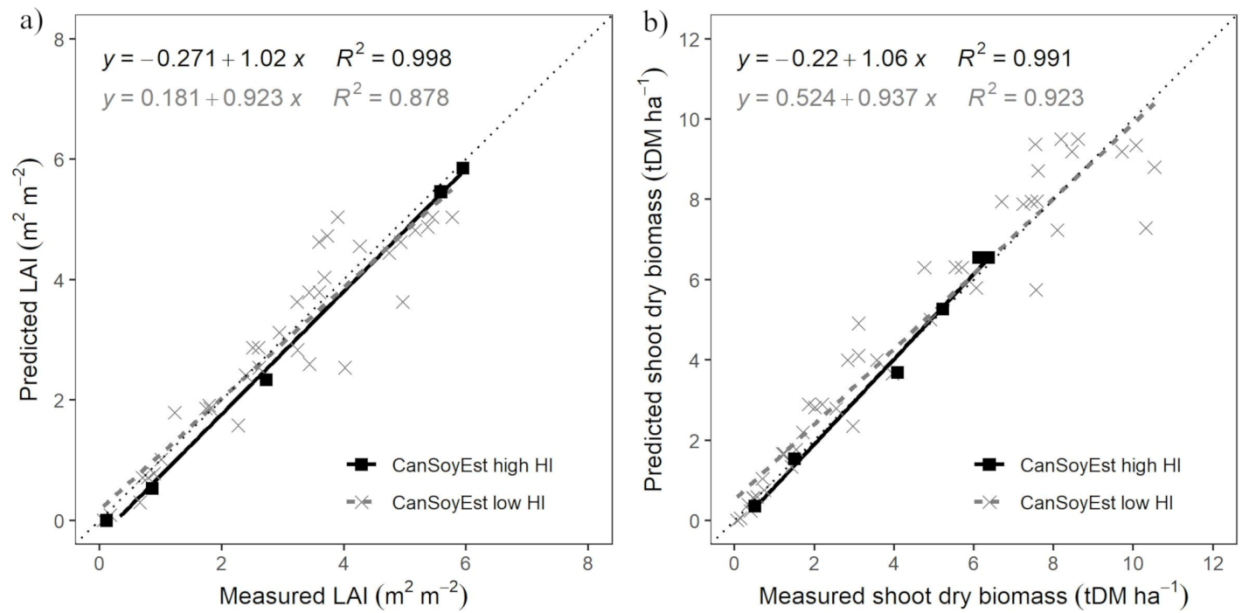 a)
y = −0.271 + 1.02 x R² = 0.998
y = 0.181 + 0.923 x R² = 0.878
8
6
4
2
0
0 2 4 6 8
Predicted LAI (m² m⁻²)
Measured LAI (m² m⁻²)
CanSoyEst high HI
CanSoyEst low HI
b)
y = −0.22 + 1.06 x R² = 0.991
y = 0.524 + 0.937 x R² = 0.923
12
10
8
6
4
2
0
0 2 4 6 8 10 12
Predicted shoot dry biomass (tDM ha⁻¹)
Measured shoot dry biomass (tDM ha⁻¹)
CanSoyEst high HI
CanSoyEst low HI